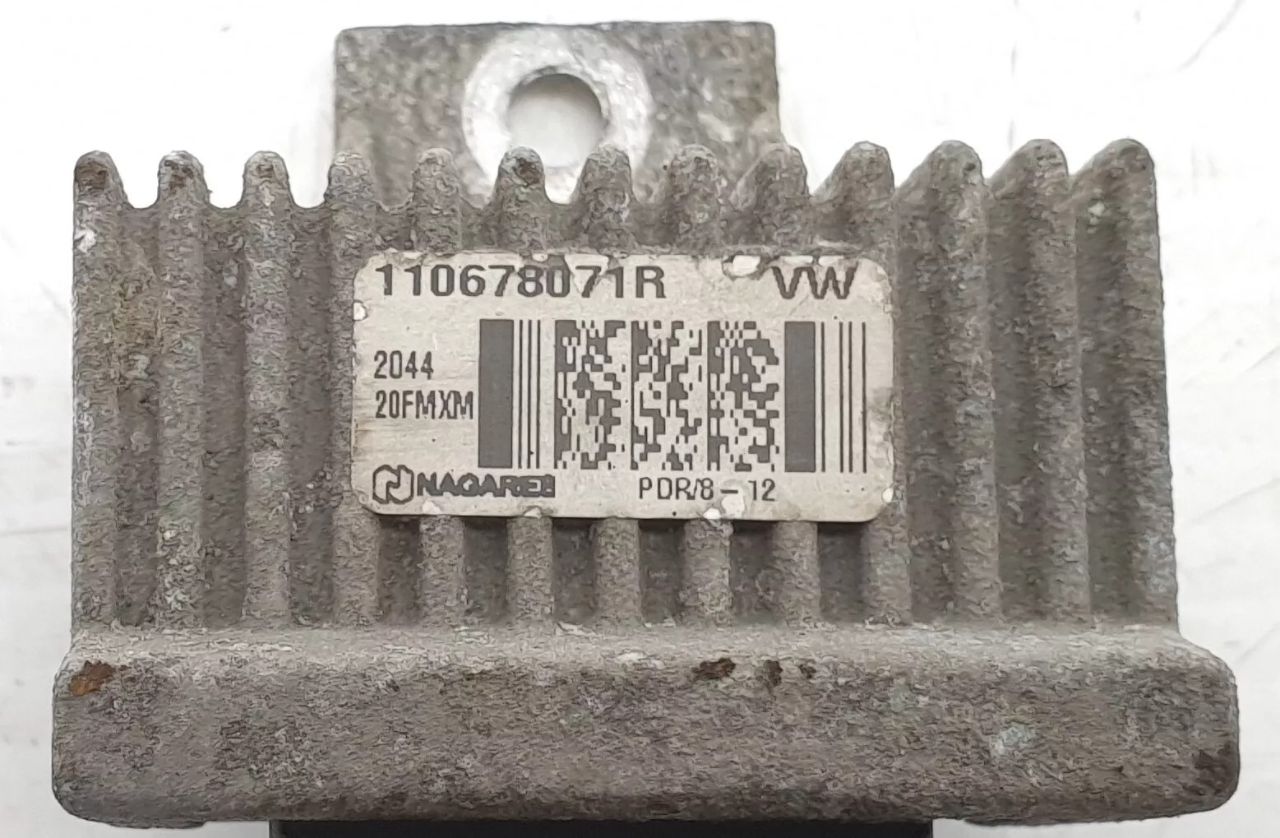 110678071R VW
2044
20FMXM
NAGARES
PDR/8-12